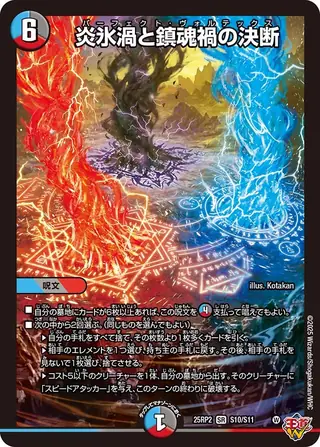 6
パーフェクト・ヴォルテックス
炎氷渦と鎮魂禍の決断
呪文
illus. Kotakan
■自分の墓地にカードが6枚以上あれば、この呪文を4支払って唱えてもよい。
■次の中から2回選ぶ。(同じものを選んでもよい)
▶自分の手札をすべて捨て、その枚数より1枚多くカードを引く。
▶相手のエレメントを1つ選び、持ち主の手札に戻す。その後、相手の手札を
見ないで1枚選び、捨てさせる。
▶コスト5以下のクリーチャーを1体、自分の墓地から出す。そのクリーチャー
に「スピードアタッカー」を与え、このターンの終わりに破壊する。
©2025 Wizards/Shogakukan/WHC
1
25RP2 SR S10/S11
W